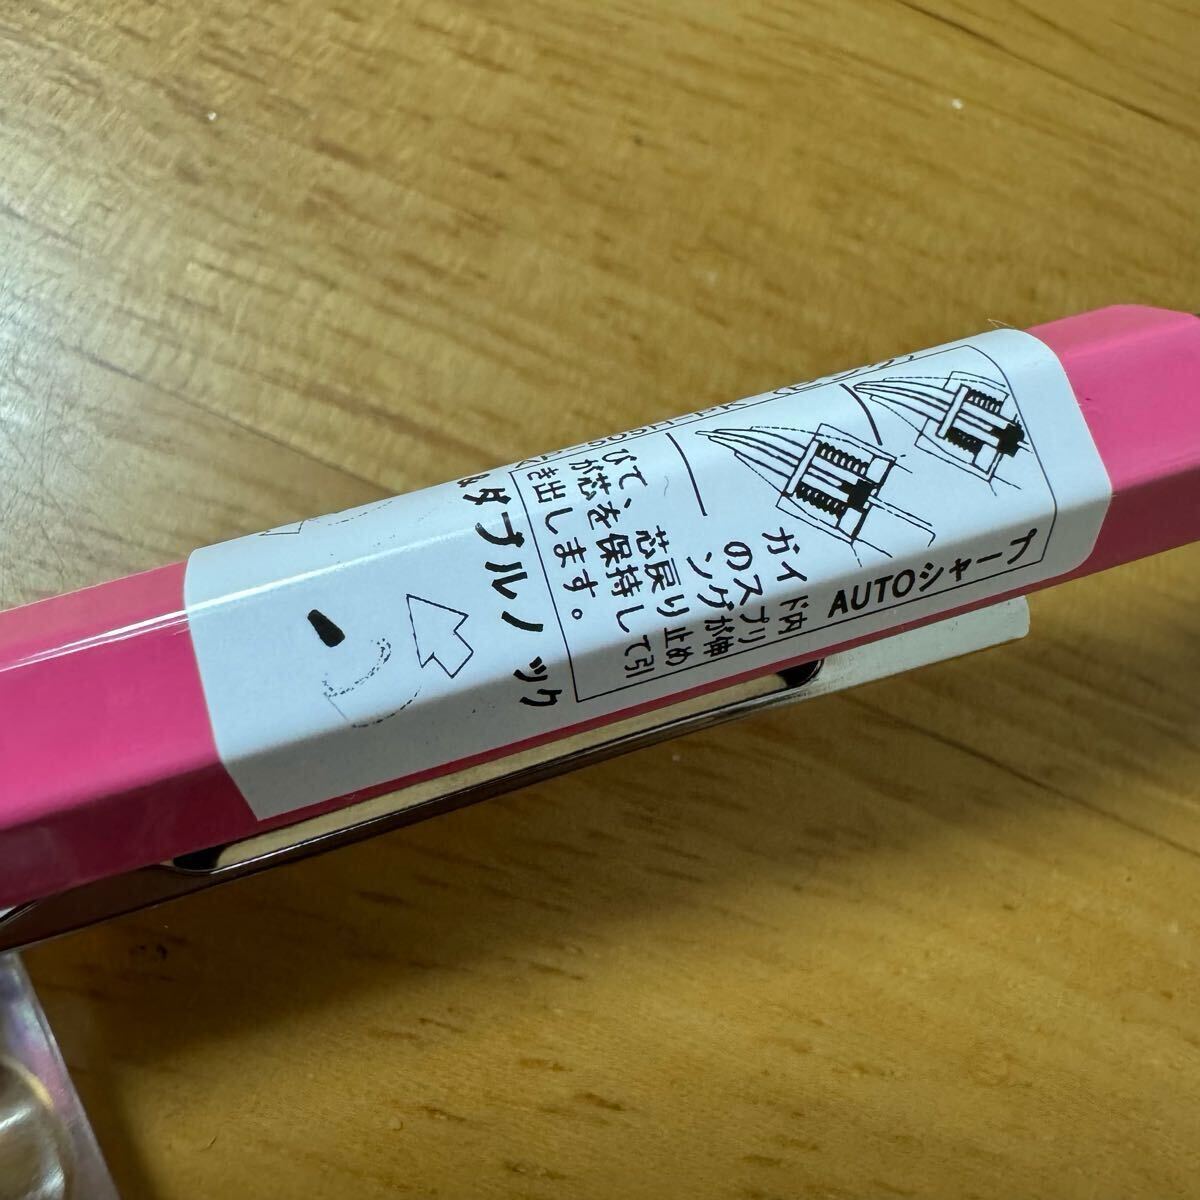 AUTOシャープ
ガイド内
のスプリ
ングが伸
びて、芯戻り止め
が芯を保持して引
き出します。
&ダブルノック